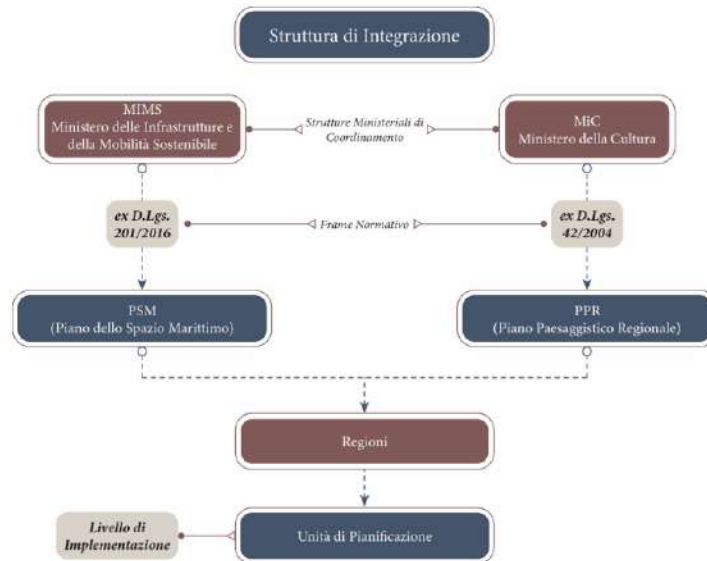 Struttura di Integrazione
MIMS
Ministero delle Infrastrutture e
della Mobilità Sostenibile
Strutture Ministeriali di
Coordinamento
MiC
Ministero della Cultura
ex D.Lgs.
201/2016
Frame Normativo
ex D.Lgs.
42/2004
PSM
(Piano dello Spazio Marittimo)
PPR
(Piano Paesaggistico Regionale)
Regioni
Livello di
Implementazione
Unità di Pianificazione